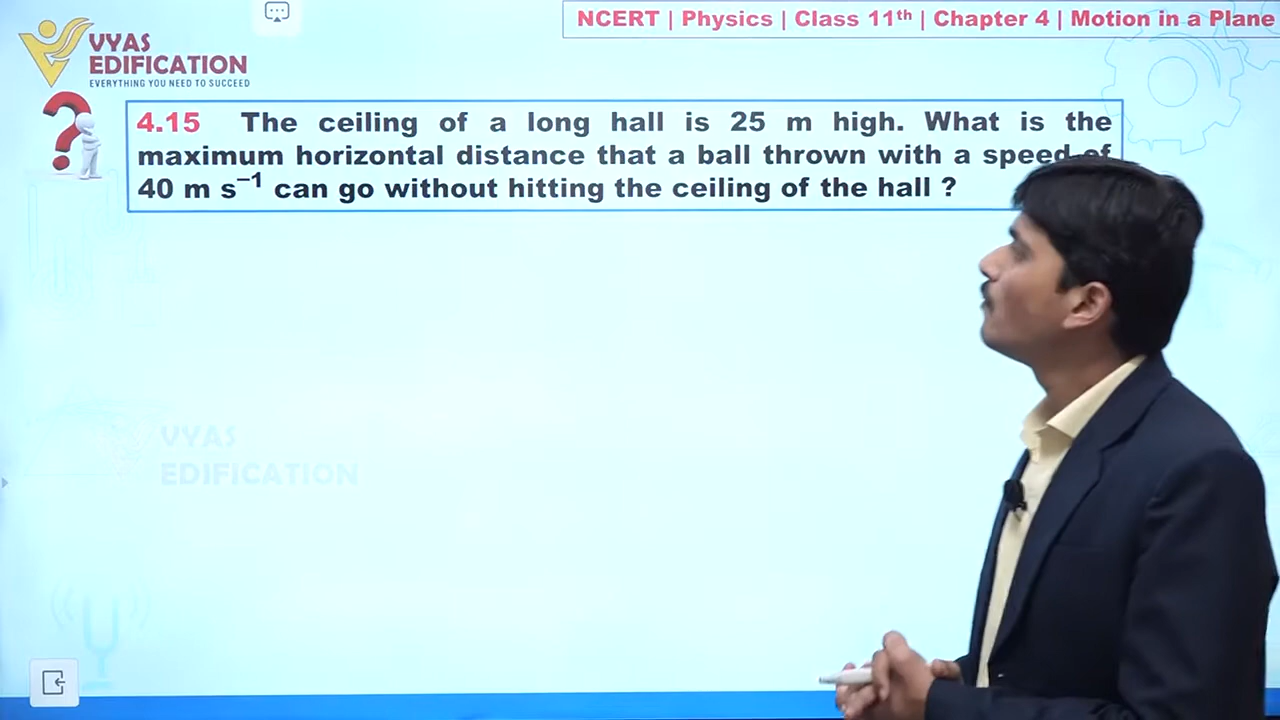 NCERT | Physics | Class 11th | Chapter 4 | Motion in a Plane
VYAS
EDIFICATION
EVERYTHING YOU NEED TO SUCCEED
4.15 The ceiling of a long hall is 25 m high. What is the
maximum horizontal distance that a ball thrown with a speed of
40 m s⁻¹ can go without hitting the ceiling of the hall ?
VYAS
EDIFICATION